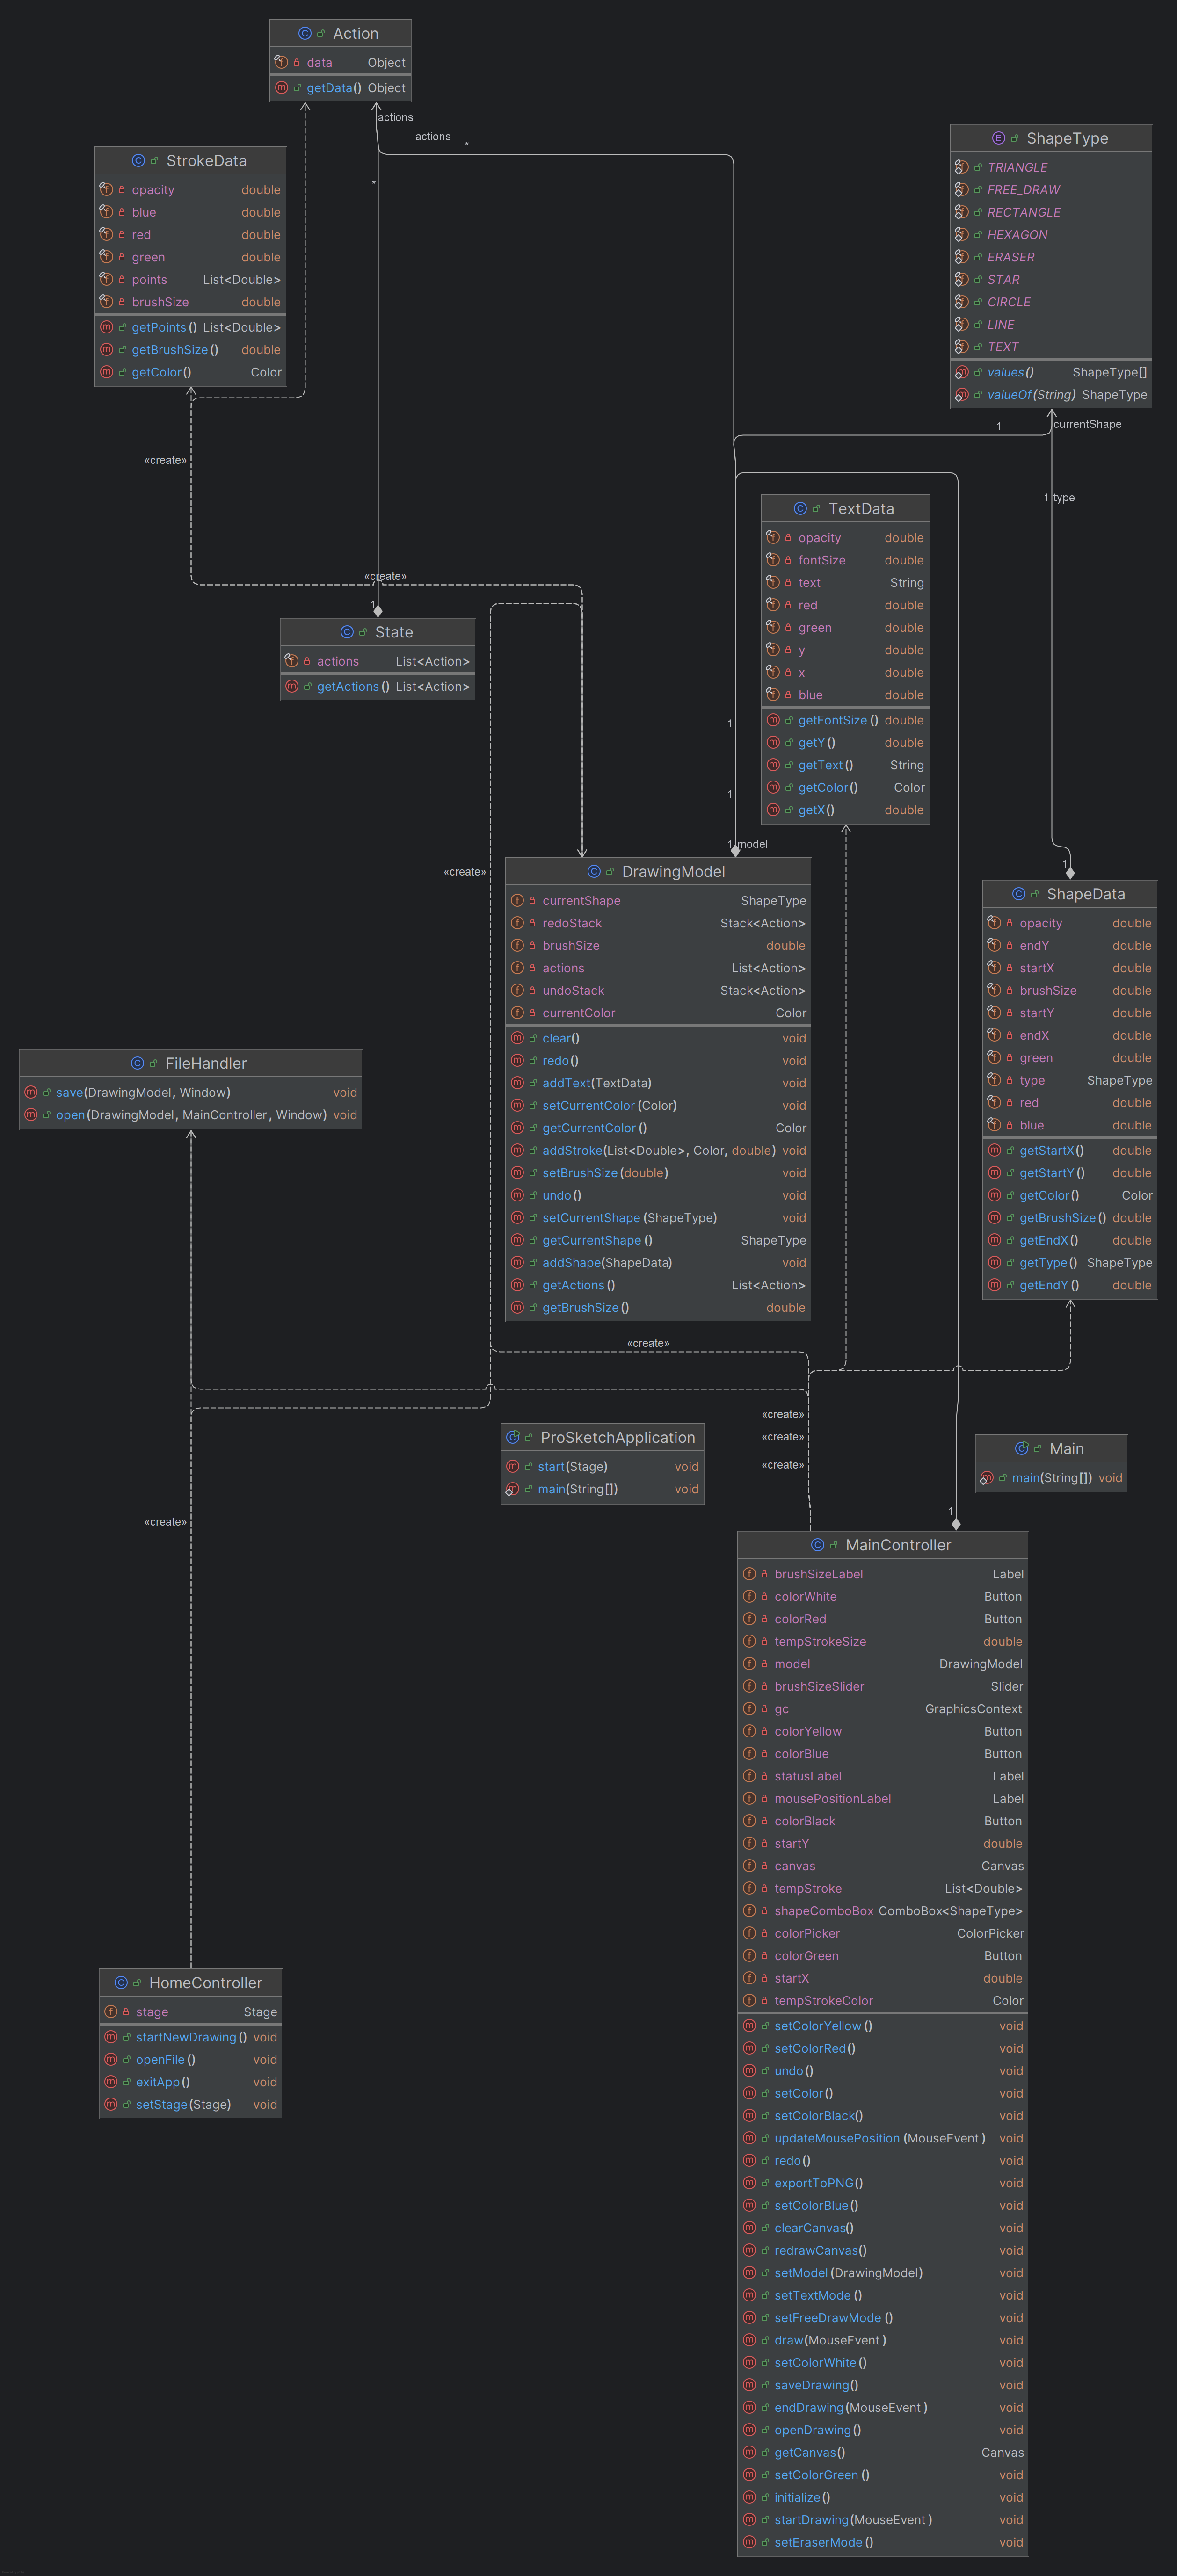 Action
data Object
getData() Object
actions
actions
*
*
StrokeData
opacity double
blue double
red double
green double
points List<Double>
brushSize double
getPoints() List<Double>
getBrushSize() double
getColor() Color
ShapeType
TRIANGLE
FREE_DRAW
RECTANGLE
HEXAGON
ERASER
STAR
CIRCLE
LINE
TEXT
values() ShapeType[]
valueOf(String) ShapeType
1
currentShape
«create»
1 type
«create»
1
State
actions List<Action>
getActions() List<Action>
TextData
opacity double
fontSize double
text String
red double
green double
y double
x double
blue double
getFontSize() double
getY() double
getText() String
getColor() Color
getX() double
1
1
1 model
«create»
1
DrawingModel
currentShape ShapeType
redoStack Stack<Action>
brushSize double
actions List<Action>
undoStack Stack<Action>
currentColor Color
clear() void
redo() void
addText(TextData) void
setCurrentColor(Color) void
getCurrentColor() Color
addStroke(List<Double>, Color, double) void
setBrushSize(double) void
undo() void
setCurrentShape(ShapeType) void
getCurrentShape() ShapeType
addShape(ShapeData) void
getActions() List<Action>
getBrushSize() double
ShapeData
opacity double
endY double
startX double
brushSize double
startY double
endX double
green double
type ShapeType
red double
blue double
getStartX() double
getStartY() double
getColor() Color
getBrushSize() double
getEndX() double
getType() ShapeType
getEndY() double
FileHandler
save(DrawingModel, Window) void
open(DrawingModel, MainController, Window) void
«create»
«create»
«create»
«create»
ProSketchApplication
start(Stage) void
main(String[]) void
Main
main(String[]) void
«create»
1
MainController
brushSizeLabel Label
colorWhite Button
colorRed Button
tempStrokeSize double
model DrawingModel
brushSizeSlider Slider
gc GraphicsContext
colorYellow Button
colorBlue Button
statusLabel Label
mousePositionLabel Label
colorBlack Button
startY double
canvas Canvas
tempStroke List<Double>
shapeComboBox ComboBox<ShapeType>
colorPicker ColorPicker
colorGreen Button
startX double
tempStrokeColor Color
setColorYellow() void
setColorRed() void
undo() void
setColor() void
setColorBlack() void
updateMousePosition(MouseEvent) void
redo() void
exportToPNG() void
setColorBlue() void
clearCanvas() void
redrawCanvas() void
setModel(DrawingModel) void
setTextMode() void
setFreeDrawMode() void
draw(MouseEvent) void
setColorWhite() void
saveDrawing() void
endDrawing(MouseEvent) void
openDrawing() void
getCanvas() Canvas
setColorGreen() void
initialize() void
startDrawing(MouseEvent) void
setEraserMode() void
HomeController
stage Stage
startNewDrawing() void
openFile() void
exitApp() void
setStage(Stage) void